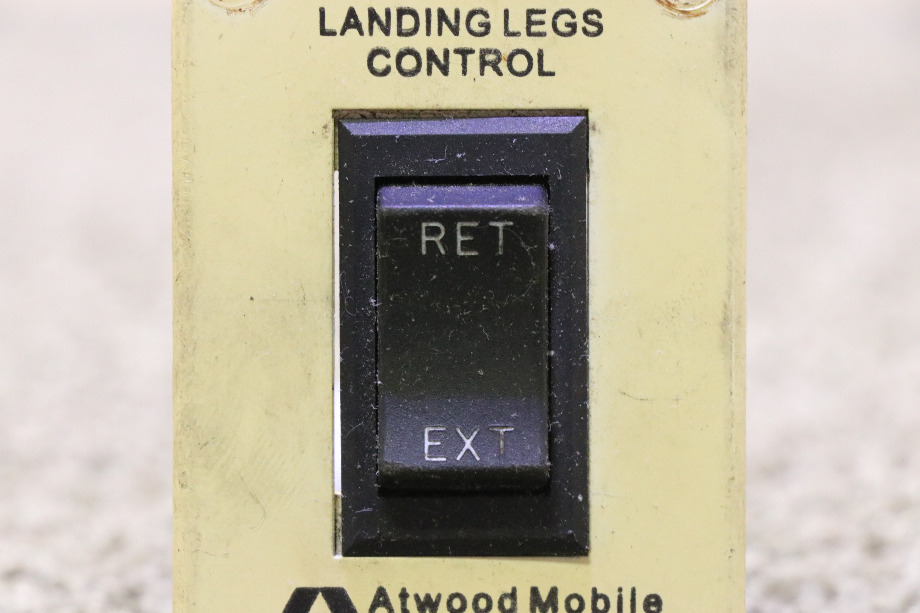 LANDING LEGS
CONTROL
RET
EXT
Atwood Mobile